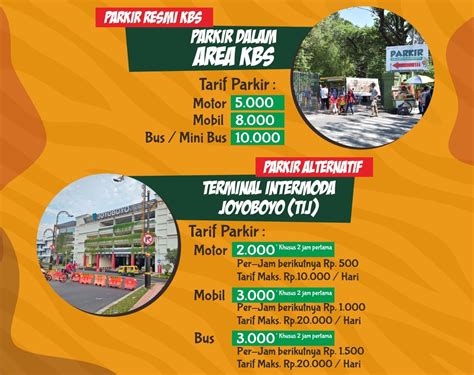 PARKIR RESMI KBS
PARKIR DALAM
AREA KBS
Tarif Parkir :
Motor 5.000
Mobil 8.000
Bus / Mini Bus 10.000
PARKIR
PARKIR ALTERNATIF
TERMINAL INTERMODA
JOYOBOYO (TIJ)
JOYOBOYO
Tarif Parkir :
Motor 2.000 Khusus 2 jam pertama
Per-Jam berikutnya Rp. 500
Tarif Maks. Rp.10.000 / Hari
Mobil 3.000 Khusus 2 jam pertama
Per-Jam berikutnya Rp. 1.000
Tarif Maks. Rp.20.000 / Hari
Bus 3.000 Khusus 2 jam pertama
Per-Jam berikutnya Rp. 1.500
Tarif Maks. Rp.20.000 / Hari